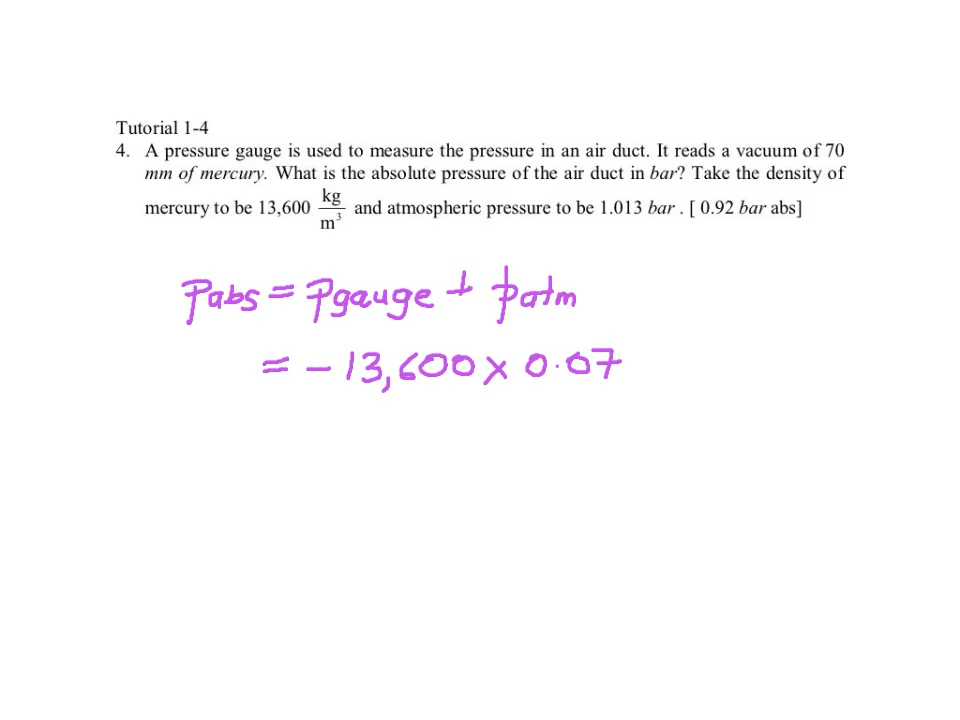 Tutorial 1-4
4. A pressure gauge is used to measure the pressure in an air duct. It reads a vacuum of 70
mm of mercury. What is the absolute pressure of the air duct in bar? Take the density of
mercury to be 13,600 kg/m³ and atmospheric pressure to be 1.013 bar . [ 0.92 bar abs]
Pabs = Pgauge + Patm
= - 13,600 x 0.07